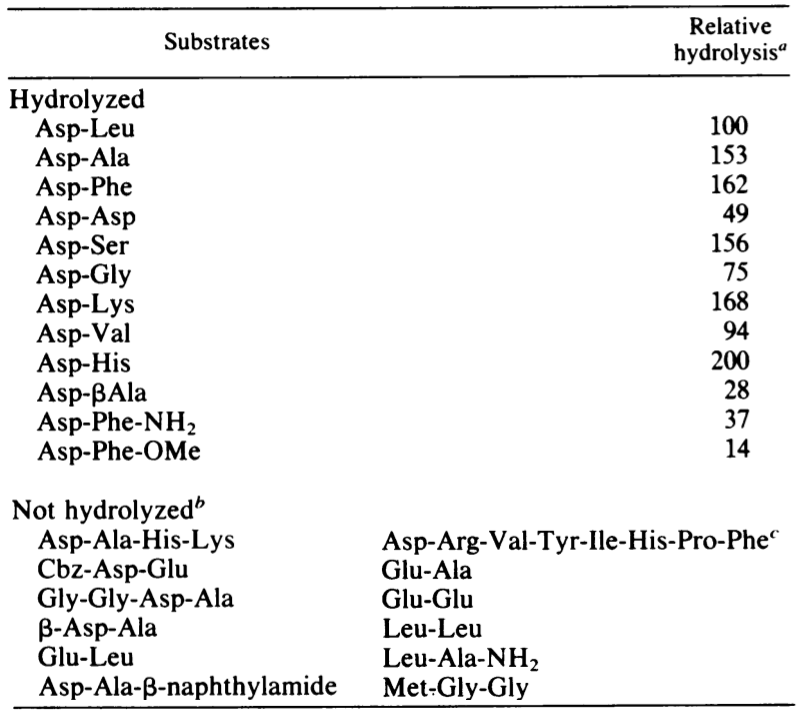 Substrates Relative hydrolysisᵃ
Hydrolyzed
Asp-Leu 100
Asp-Ala 153
Asp-Phe 162
Asp-Asp 49
Asp-Ser 156
Asp-Gly 75
Asp-Lys 168
Asp-Val 94
Asp-His 200
Asp-βAla 28
Asp-Phe-NH₂ 37
Asp-Phe-OMe 14
Not hydrolyzedᵇ
Asp-Ala-His-Lys Asp-Arg-Val-Tyr-Ile-His-Pro-Pheᶜ
Cbz-Asp-Glu Glu-Ala
Gly-Gly-Asp-Ala Glu-Glu
β-Asp-Ala Leu-Leu
Glu-Leu Leu-Ala-NH₂
Asp-Ala-β-naphthylamide Met-Gly-Gly